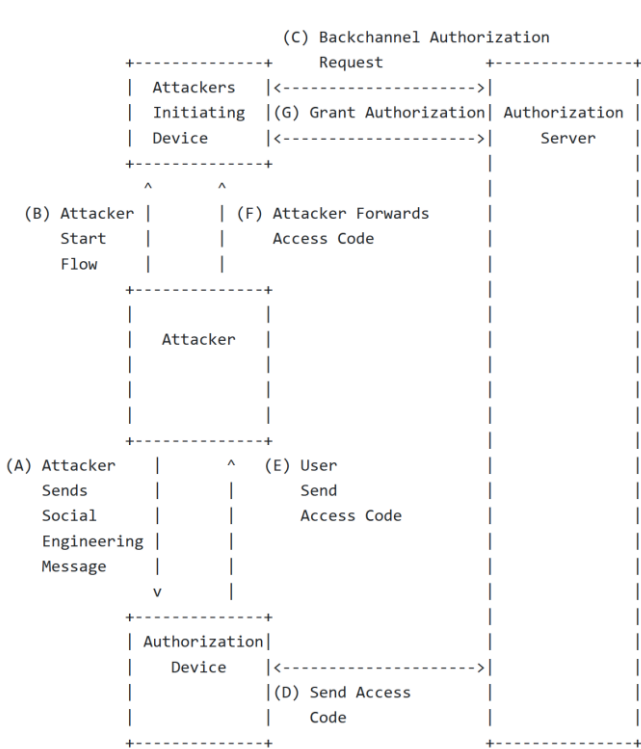 (C) Backchannel Authorization
Request
Attackers
Initiating (G) Grant Authorization Authorization
Device Server
(B) Attacker (F) Attacker Forwards
Start Access Code
Flow
Attacker
(A) Attacker (E) User
Sends Send
Social Access Code
Engineering
Message
Authorization
Device
(D) Send Access
Code